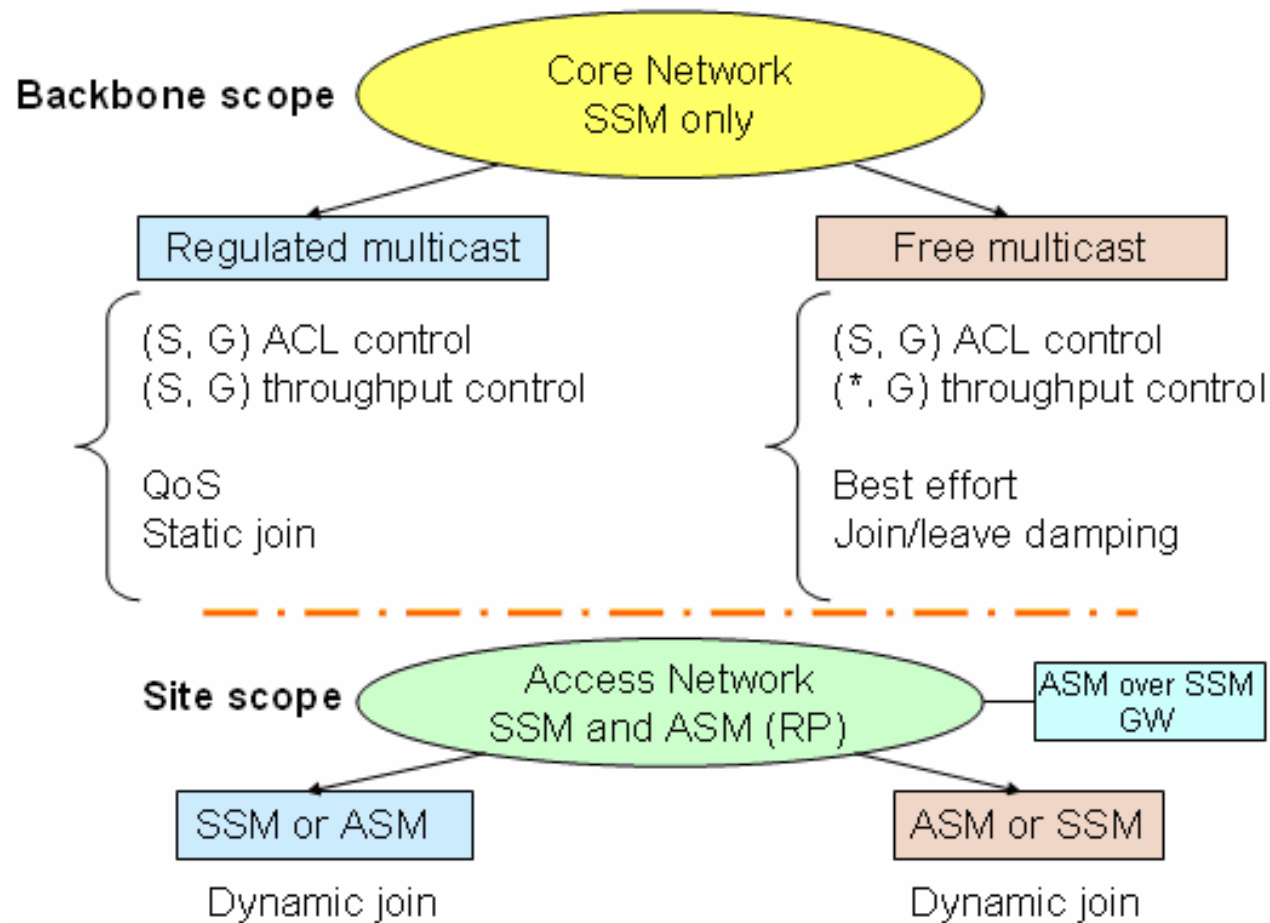 Core Network
SSM only
Backbone scope
Regulated multicast
Free multicast
(S, G) ACL control
(S, G) throughput control
QoS
Static join
(S, G) ACL control
(*, G) throughput control
Best effort
Join/leave damping
Site scope
Access Network
SSM and ASM (RP)
ASM over SSM
GW
SSM or ASM
ASM or SSM
Dynamic join
Dynamic join